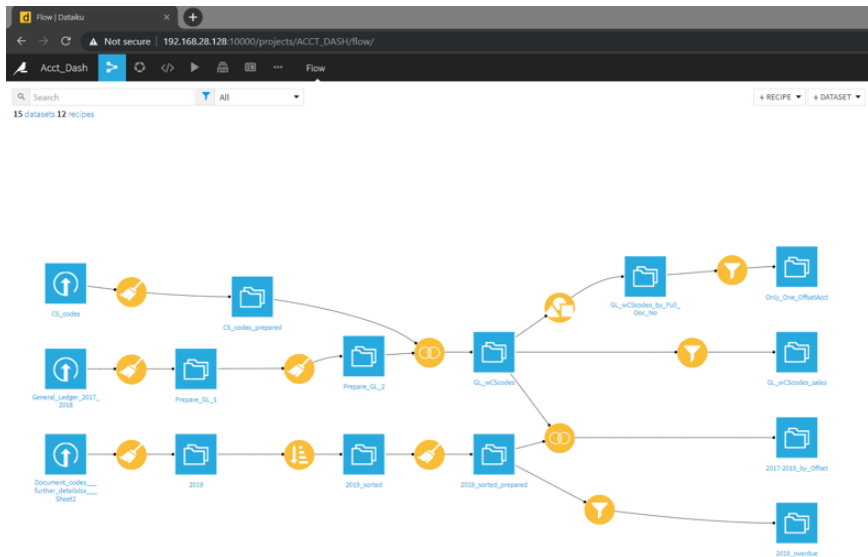 Flow | Dataiku
Not secure | 192.168.28.128:10000/projects/ACCT_DASH/flow/
Acct_Dash
Flow
Search
All
+ RECIPE
+ DATASET
15 datasets 12 recipes
CS_codes
CS_codes_prepared
GL_wCScodes_by_Full_
Doc_No
Only_One_OffsetAcct
General_Ledger_2017_
2018
Prepare_GL_1
Prepare_GL_2
GL_wCScodes
GL_wCScodes_sales
Document_codes___
further_detailslsx___
Sheet2
2019
2019_sorted
2019_sorted_prepared
2017-2019_by_Offset
2019_overdue